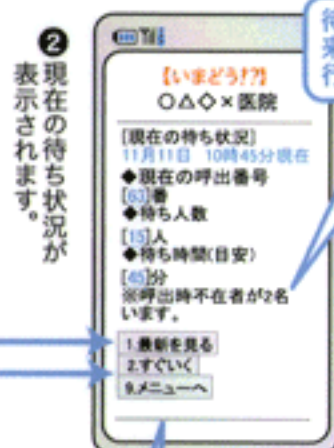 ❷現在の待ち状況が
表示されます。
【いまどう!?】
○△◇×医院
[現在の待ち状況]
11月11日 10時45分現在
◆現在の呼出番号
[63]番
◆待ち人数
[15]人
◆待ち時間(目安)
[45]分
※呼出時不在者が2名
います。
1.最新を見る
2.すぐいく
9.メニューへ